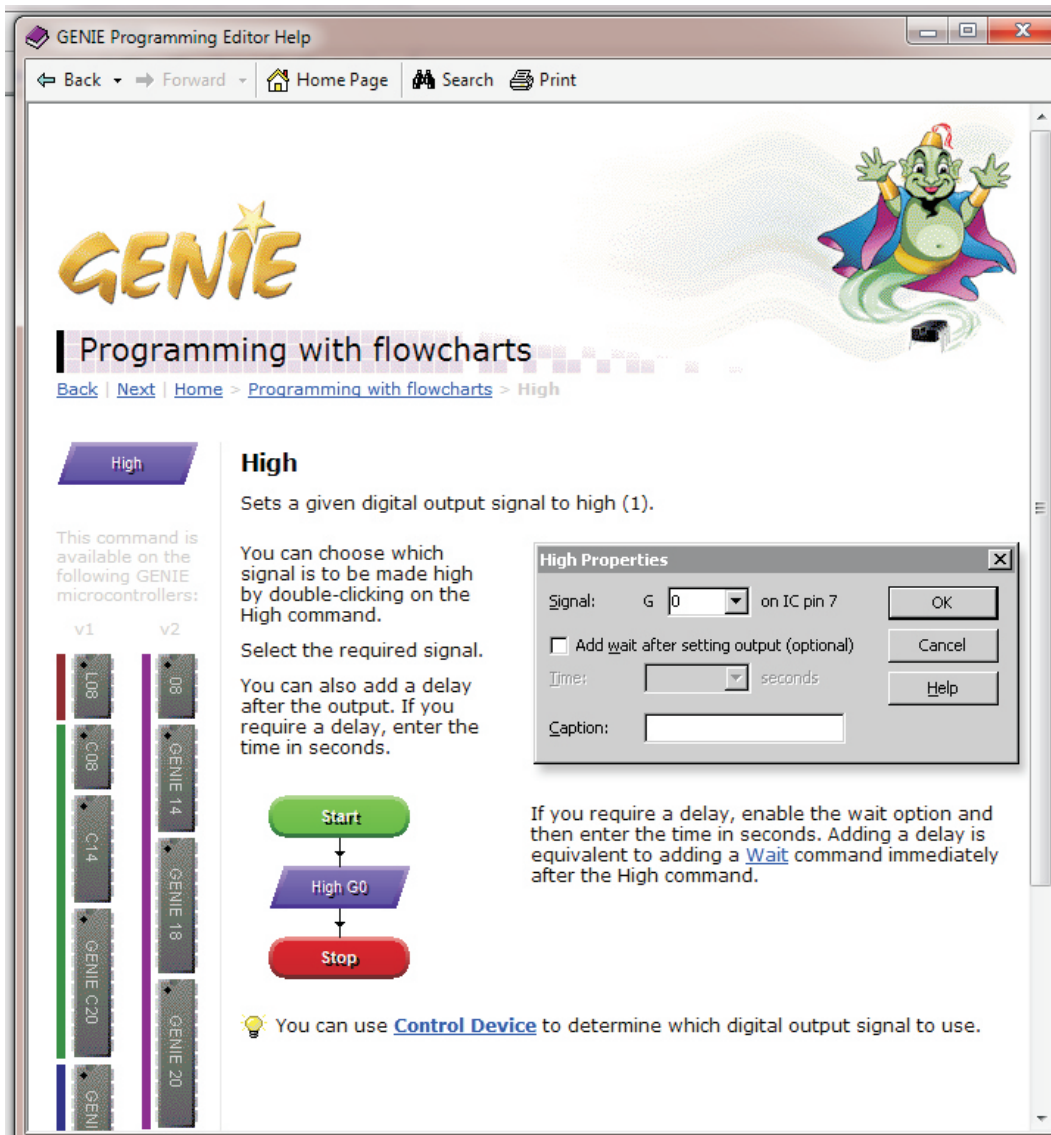 GENIE Programming Editor Help
Back
Forward
Home Page
Search
Print
GENIE
Programming with flowcharts
Back | Next | Home > Programming with flowcharts > High
High
This command is
available on the
following GENIE
microcontrollers:
v1 v2
L08
C08
C14
GENIE C20
GENI
08
GENIE 14
GENIE 18
GENIE 20
High
Sets a given digital output signal to high (1).
You can choose which
signal is to be made high
by double-clicking on the
High command.
Select the required signal.
You can also add a delay
after the output. If you
require a delay, enter the
time in seconds.
High Properties
Signal: G 0 on IC pin 7
Add wait after setting output (optional)
Time: seconds
Caption:
OK
Cancel
Help
Start
High G0
Stop
If you require a delay, enable the wait option and
then enter the time in seconds. Adding a delay is
equivalent to adding a Wait command immediately
after the High command.
You can use Control Device to determine which digital output signal to use.